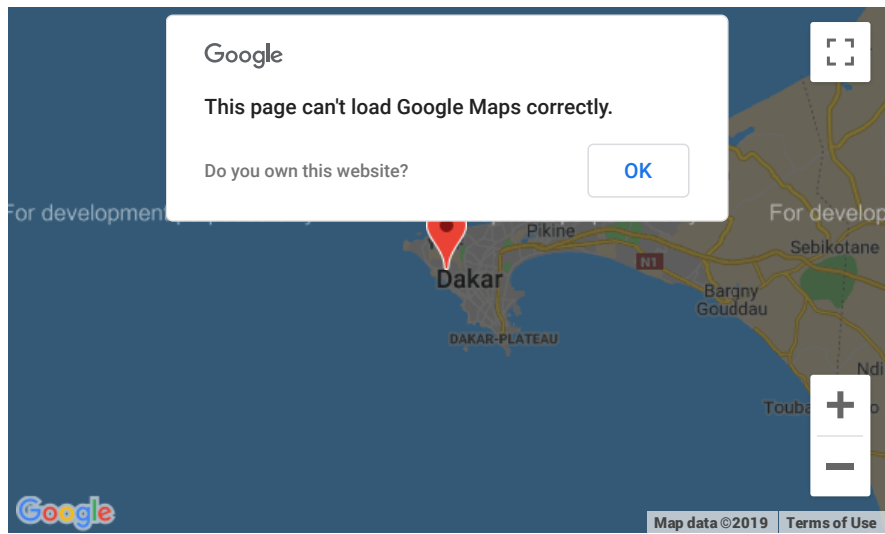 Google
This page can't load Google Maps correctly.
Do you own this website?
OK
For development
For develop
Pikine
Sebikotane
N1
Dakar
Bargny
Gouddau
DAKAR-PLATEAU
Ndi
Touba
Google
Map data ©2019
Terms of Use